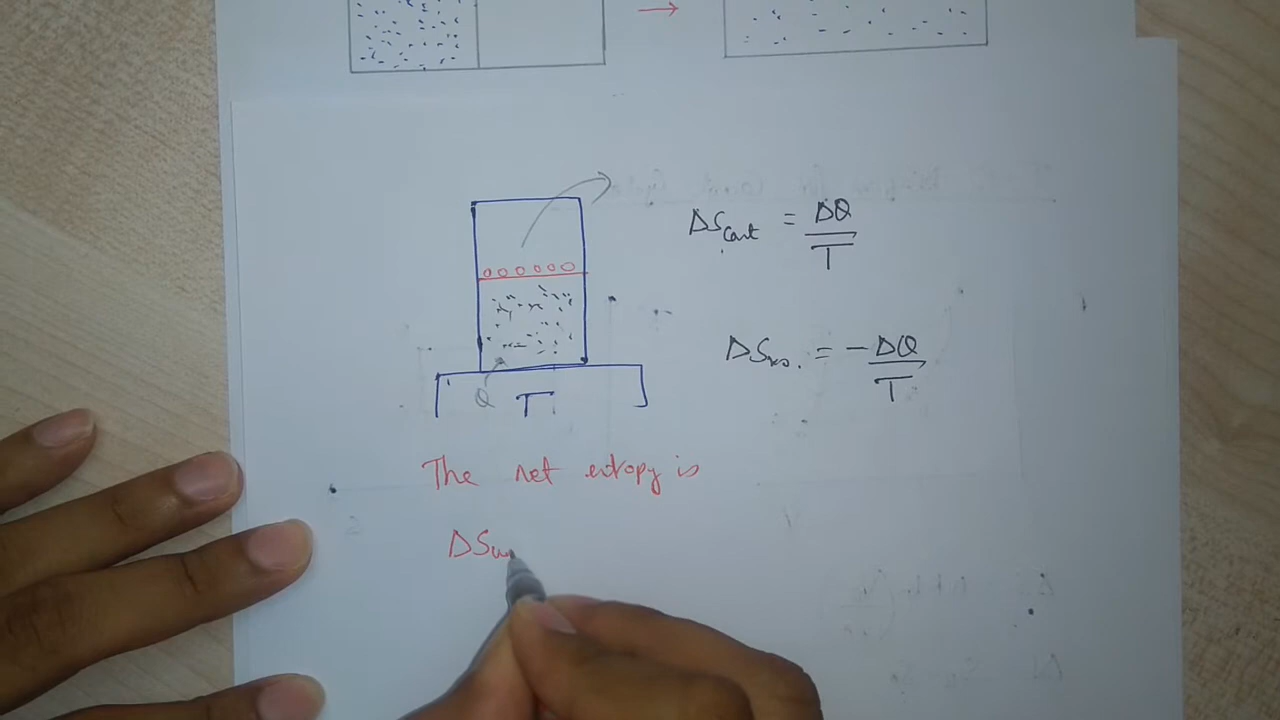 ΔS_Cont = ΔQ / T
ΔS_res. = -ΔQ / T
Q
T
The net entropy is
ΔS